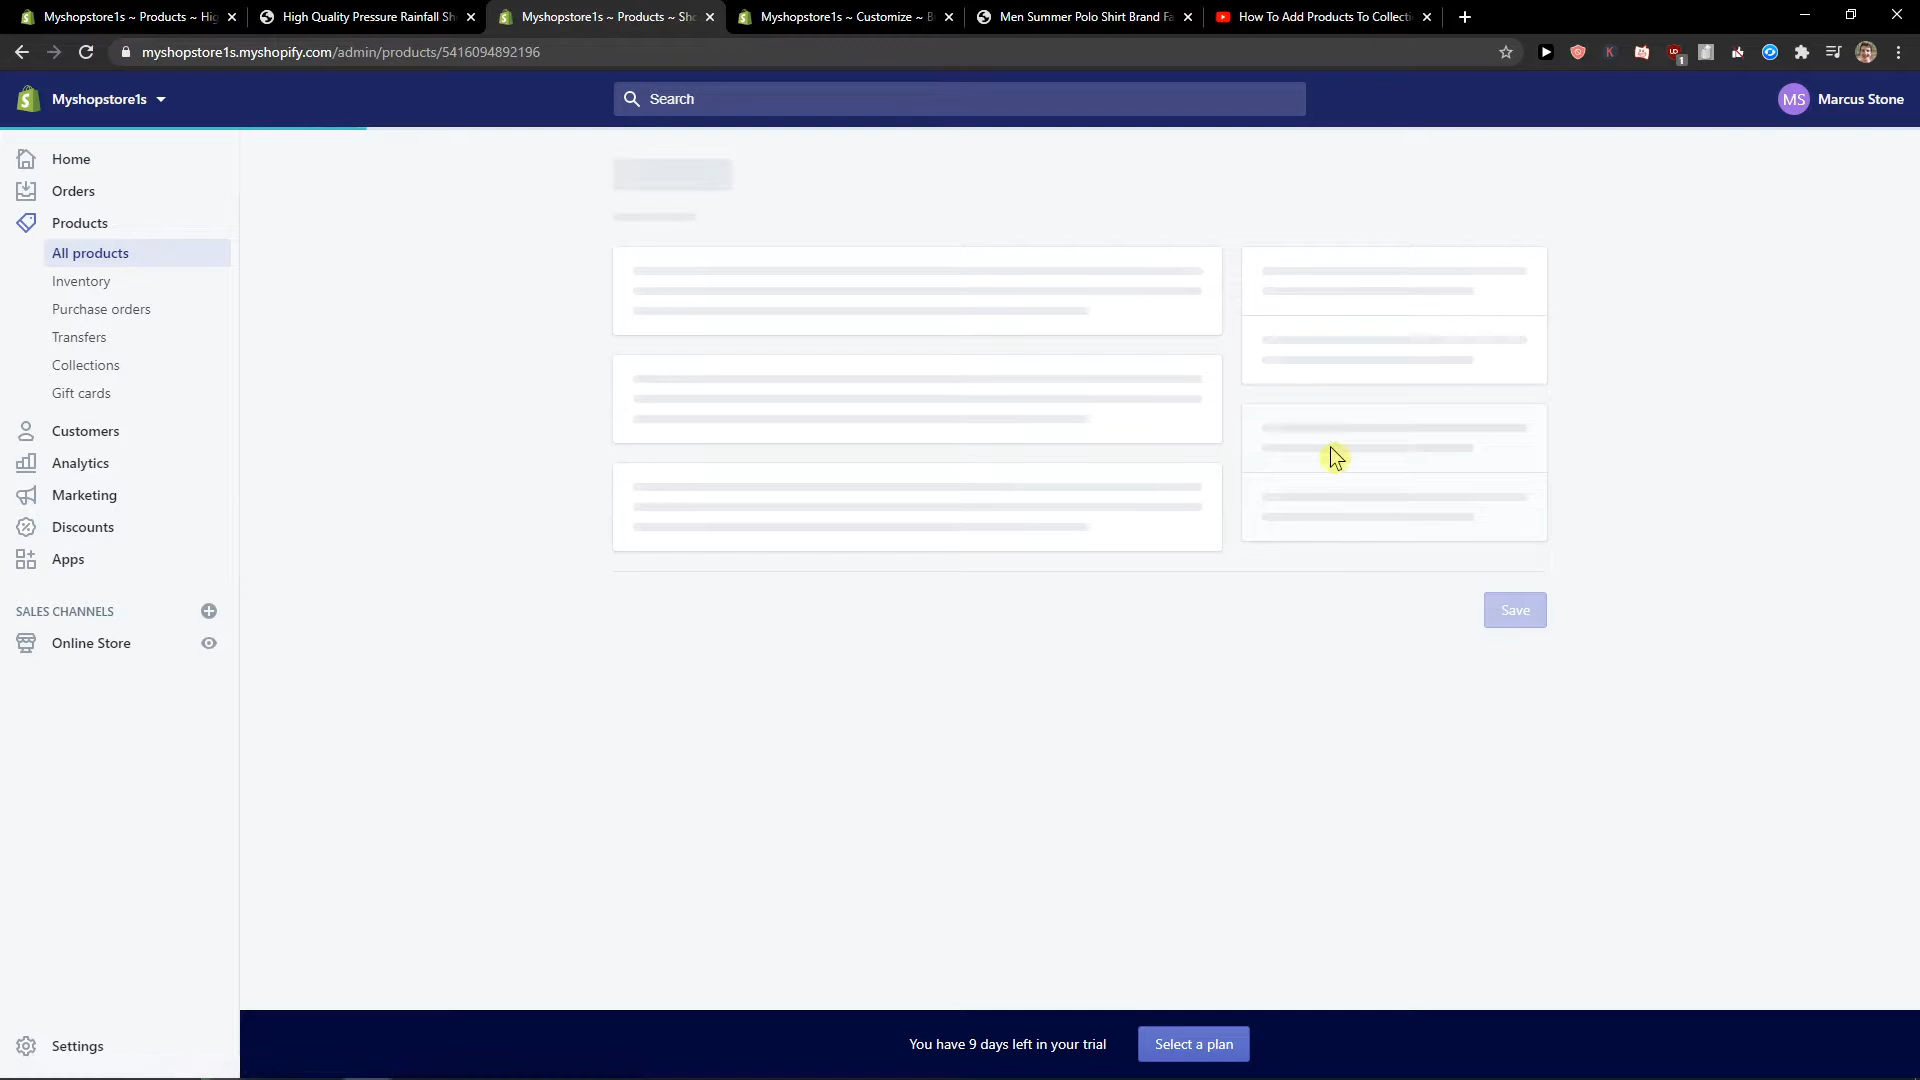 Myshopstore1s ~ Products ~ Hig
High Quality Pressure Rainfall Sh
Myshopstore1s ~ Products ~ Sho
Myshopstore1s ~ Customize ~ B
Men Summer Polo Shirt Brand Fa
How To Add Products To Collecti
myshopstore1s.myshopify.com/admin/products/5416094892196
Myshopstore1s
Search
MS
Marcus Stone
Home
Orders
Products
All products
Inventory
Purchase orders
Transfers
Collections
Gift cards
Customers
Analytics
Marketing
Discounts
Apps
SALES CHANNELS
Online Store
Save
Settings
You have 9 days left in your trial
Select a plan